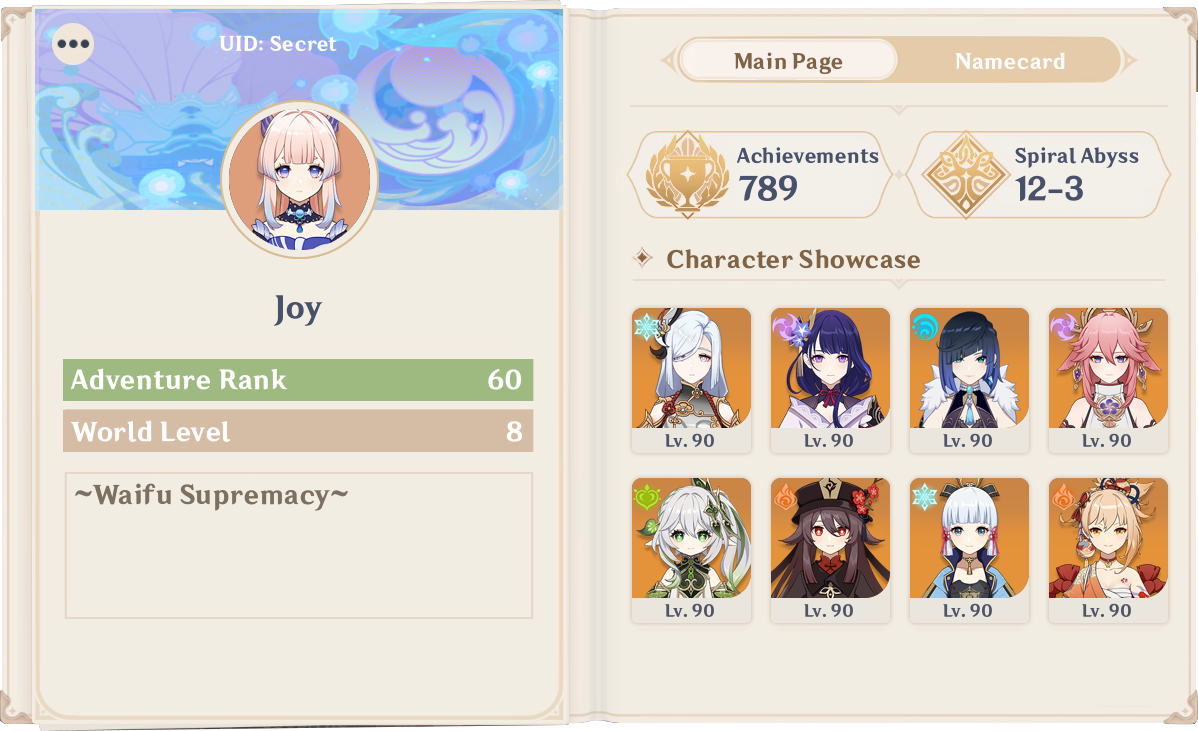 UID: Secret
Joy
Adventure Rank 60
World Level 8
~Waifu Supremacy~
Main Page Namecard
Achievements
789
Spiral Abyss
12-3
Character Showcase
Lv. 90 Lv. 90 Lv. 90 Lv. 90
Lv. 90 Lv. 90 Lv. 90 Lv. 90